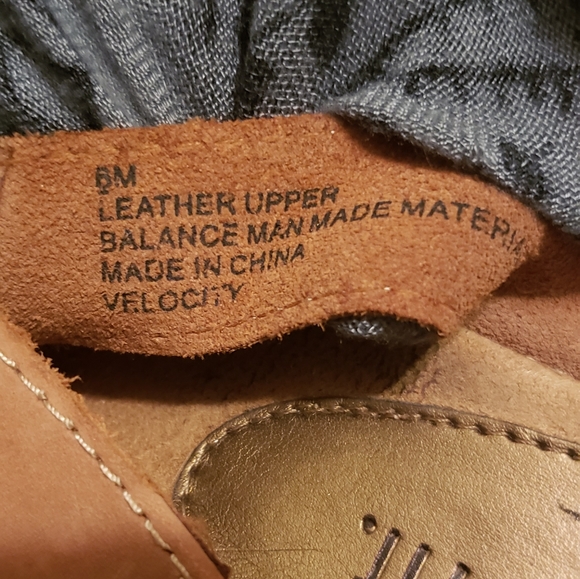 LEATHER UPPER
BALANCE MAN MADE
MADE IN CHINA
VELOCITY